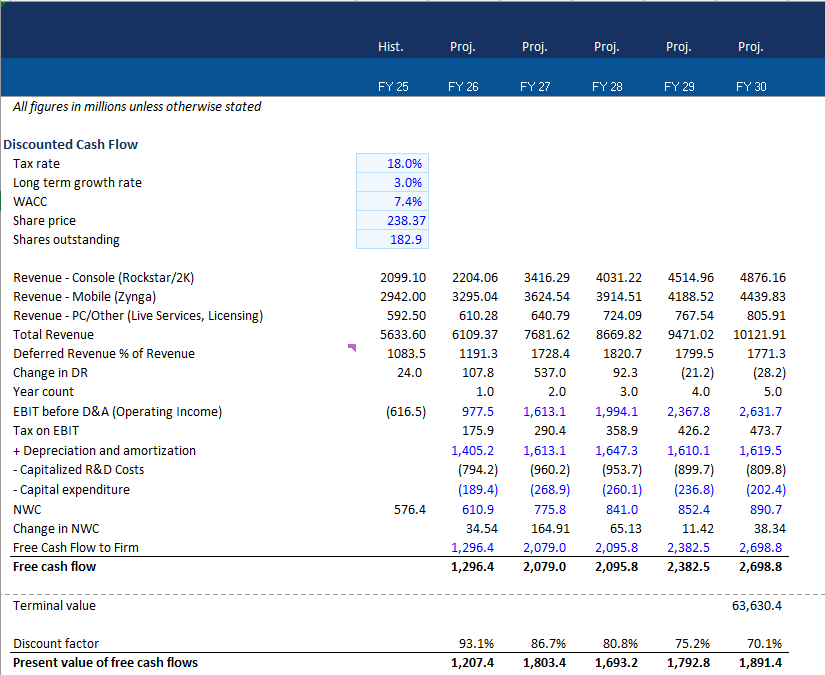 Hist. Proj. Proj. Proj. Proj. Proj.
FY 25 FY 26 FY 27 FY 28 FY 29 FY 30
All figures in millions unless otherwise stated
Discounted Cash Flow
Tax rate 18.0%
Long term growth rate 3.0%
WACC 7.4%
Share price 238.37
Shares outstanding 182.9
Revenue - Console (Rockstar/2K) 2099.10 2204.06 3416.29 4031.22 4514.96 4876.16
Revenue - Mobile (Zynga) 2942.00 3295.04 3624.54 3914.51 4188.52 4439.83
Revenue - PC/Other (Live Services, Licensing) 592.50 610.28 640.79 724.09 767.54 805.91
Total Revenue 5633.60 6109.37 7681.62 8669.82 9471.02 10121.91
Deferred Revenue % of Revenue 1083.5 1191.3 1728.4 1820.7 1799.5 1771.3
Change in DR 24.0 107.8 537.0 92.3 (21.2) (28.2)
Year count 1.0 2.0 3.0 4.0 5.0
EBIT before D&A (Operating Income) (616.5) 977.5 1,613.1 1,994.1 2,367.8 2,631.7
Tax on EBIT 175.9 290.4 358.9 426.2 473.7
+ Depreciation and amortization 1,405.2 1,613.1 1,647.3 1,610.1 1,619.5
- Capitalized R&D Costs (794.2) (960.2) (953.7) (899.7) (809.8)
- Capital expenditure (189.4) (268.9) (260.1) (236.8) (202.4)
NWC 576.4 610.9 775.8 841.0 852.4 890.7
Change in NWC 34.54 164.91 65.13 11.42 38.34
Free Cash Flow to Firm 1,296.4 2,079.0 2,095.8 2,382.5 2,698.8
Free cash flow 1,296.4 2,079.0 2,095.8 2,382.5 2,698.8
Terminal value 63,630.4
Discount factor 93.1% 86.7% 80.8% 75.2% 70.1%
Present value of free cash flows 1,207.4 1,803.4 1,693.2 1,792.8 1,891.4